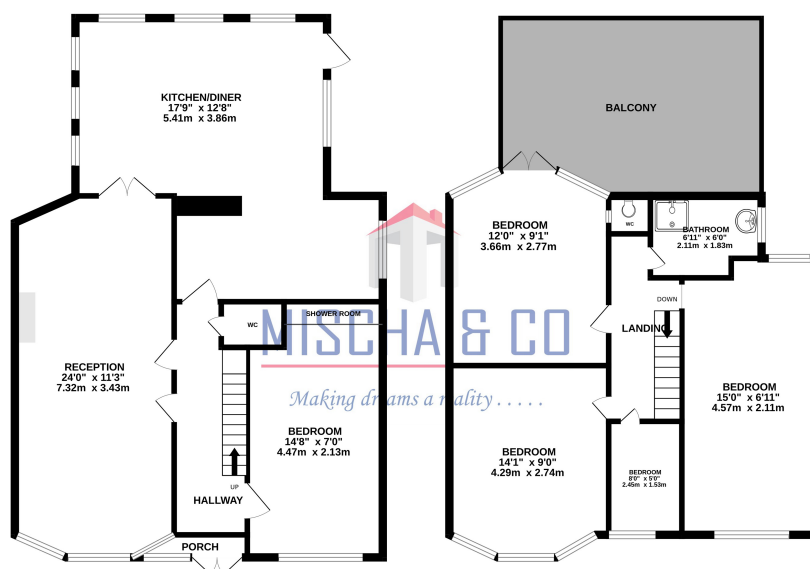 KITCHEN/DINER
17'9" x 12'8"
5.41m x 3.86m
RECEPTION
24'0" x 11'3"
7.32m x 3.43m
WC
SHOWER ROOM
BEDROOM
14'8" x 7'0"
4.47m x 2.13m
UP
HALLWAY
PORCH
BALCONY
BEDROOM
12'0" x 9'1"
3.66m x 2.77m
WC
BATHROOM
6'11" x 6'0"
2.11m x 1.83m
DOWN
LANDING
BEDROOM
15'0" x 6'11"
4.57m x 2.11m
BEDROOM
14'1" x 9'0"
4.29m x 2.74m
BEDROOM
8'0" x 5'0"
2.45m x 1.53m
MISCHA & CO
Making dreams a reality . . . . .